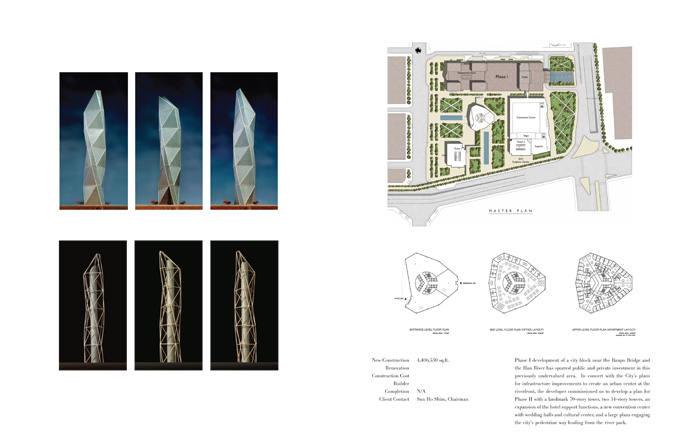 Phase I
Convention Center
MASTER PLAN
ENTRANCE LEVEL FLOOR PLAN
MID LEVEL FLOOR PLAN (OFFICE LAYOUT)
UPPER LEVEL FLOOR PLAN (APARTMENT LAYOUT)
New Construction 4,406,550 sq.ft.
Renovation
Construction Cost
Builder
Completion N/A
Client Contact Sun Ho Shim, Chairman
Phase I development of a city block near the Banpo Bridge and
the Han River has spurred public and private investment in this
previously undervalued area. In concert with the City's plans
for infrastructure improvements to create an urban center at the
riverfront, the developer commissioned us to develop a plan for
Phase II with a landmark 70-story tower, two 34-story towers, an
expansion of the hotel support functions, a new convention center
with wedding halls and cultural center, and a large plaza engaging
the city's pedestrian way leading from the river park.